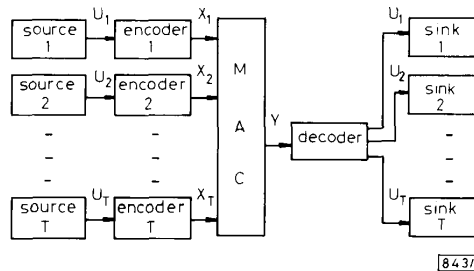 U1
source 1
encoder 1
X1
U2
source 2
encoder 2
X2
UT
source T
encoder T
XT
M A C
Y
decoder
U1
sink 1
U2
sink 2
UT
sink T
843/